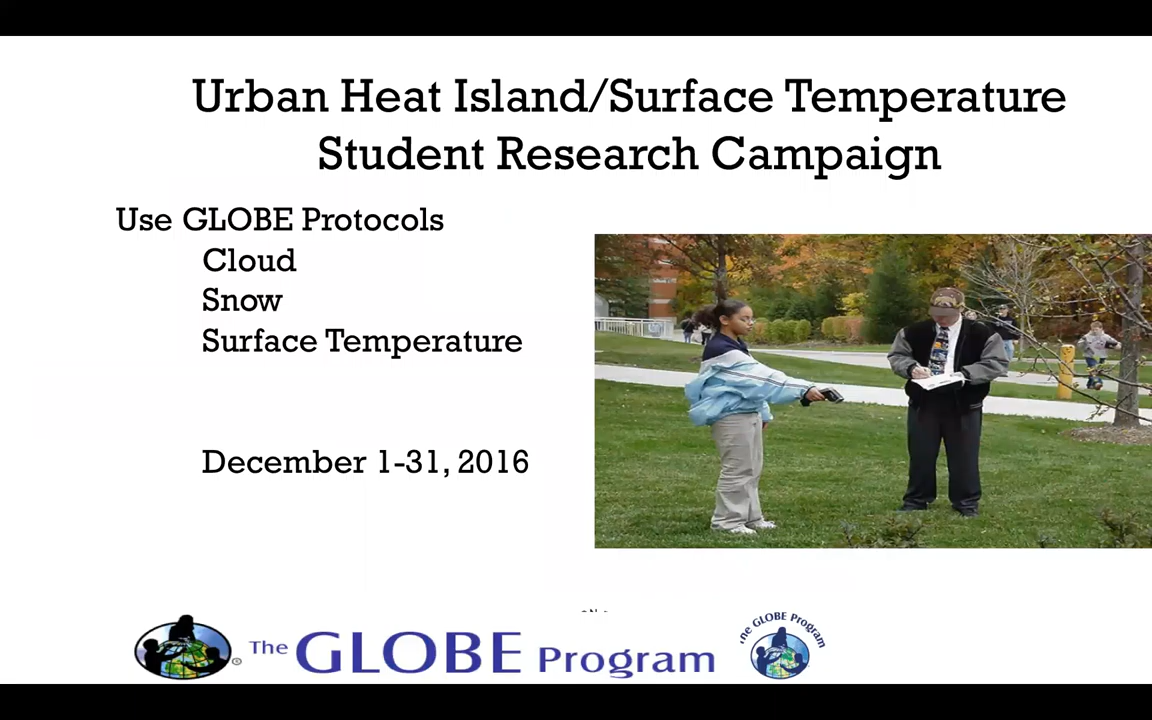 Urban Heat Island/Surface Temperature
Student Research Campaign
Use GLOBE Protocols
Cloud
Snow
Surface Temperature
December 1-31, 2016
The GLOBE Program
The GLOBE Program